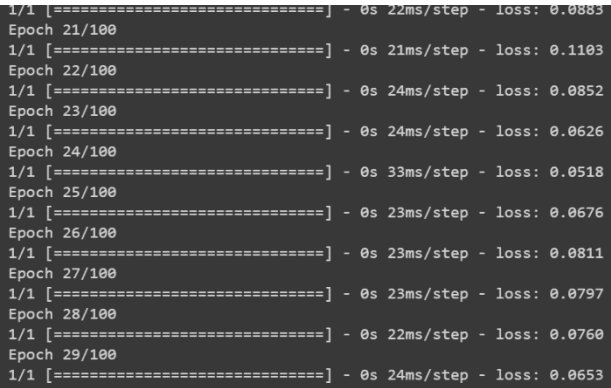 1/1 [==============================] - 0s 22ms/step - loss: 0.0883
Epoch 21/100
1/1 [==============================] - 0s 21ms/step - loss: 0.1103
Epoch 22/100
1/1 [==============================] - 0s 24ms/step - loss: 0.0852
Epoch 23/100
1/1 [==============================] - 0s 24ms/step - loss: 0.0626
Epoch 24/100
1/1 [==============================] - 0s 33ms/step - loss: 0.0518
Epoch 25/100
1/1 [==============================] - 0s 23ms/step - loss: 0.0676
Epoch 26/100
1/1 [==============================] - 0s 23ms/step - loss: 0.0811
Epoch 27/100
1/1 [==============================] - 0s 23ms/step - loss: 0.0797
Epoch 28/100
1/1 [==============================] - 0s 22ms/step - loss: 0.0760
Epoch 29/100
1/1 [==============================] - 0s 24ms/step - loss: 0.0653